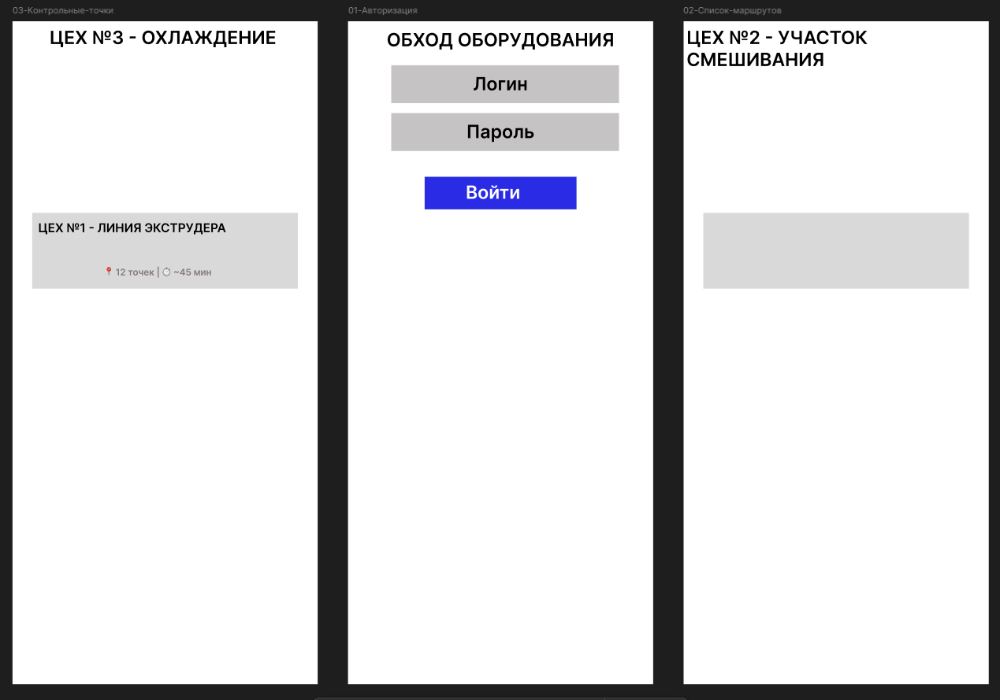 03-Контрольные-точки
ЦЕХ №3 - ОХЛАЖДЕНИЕ
ЦЕХ №1 - ЛИНИЯ ЭКСТРУДЕРА
📍 12 точек | ⏱ ~45 мин
01-Авторизация
ОБХОД ОБОРУДОВАНИЯ
Логин
Пароль
Войти
02-Список-маршрутов
ЦЕХ №2 - УЧАСТОК
СМЕШИВАНИЯ